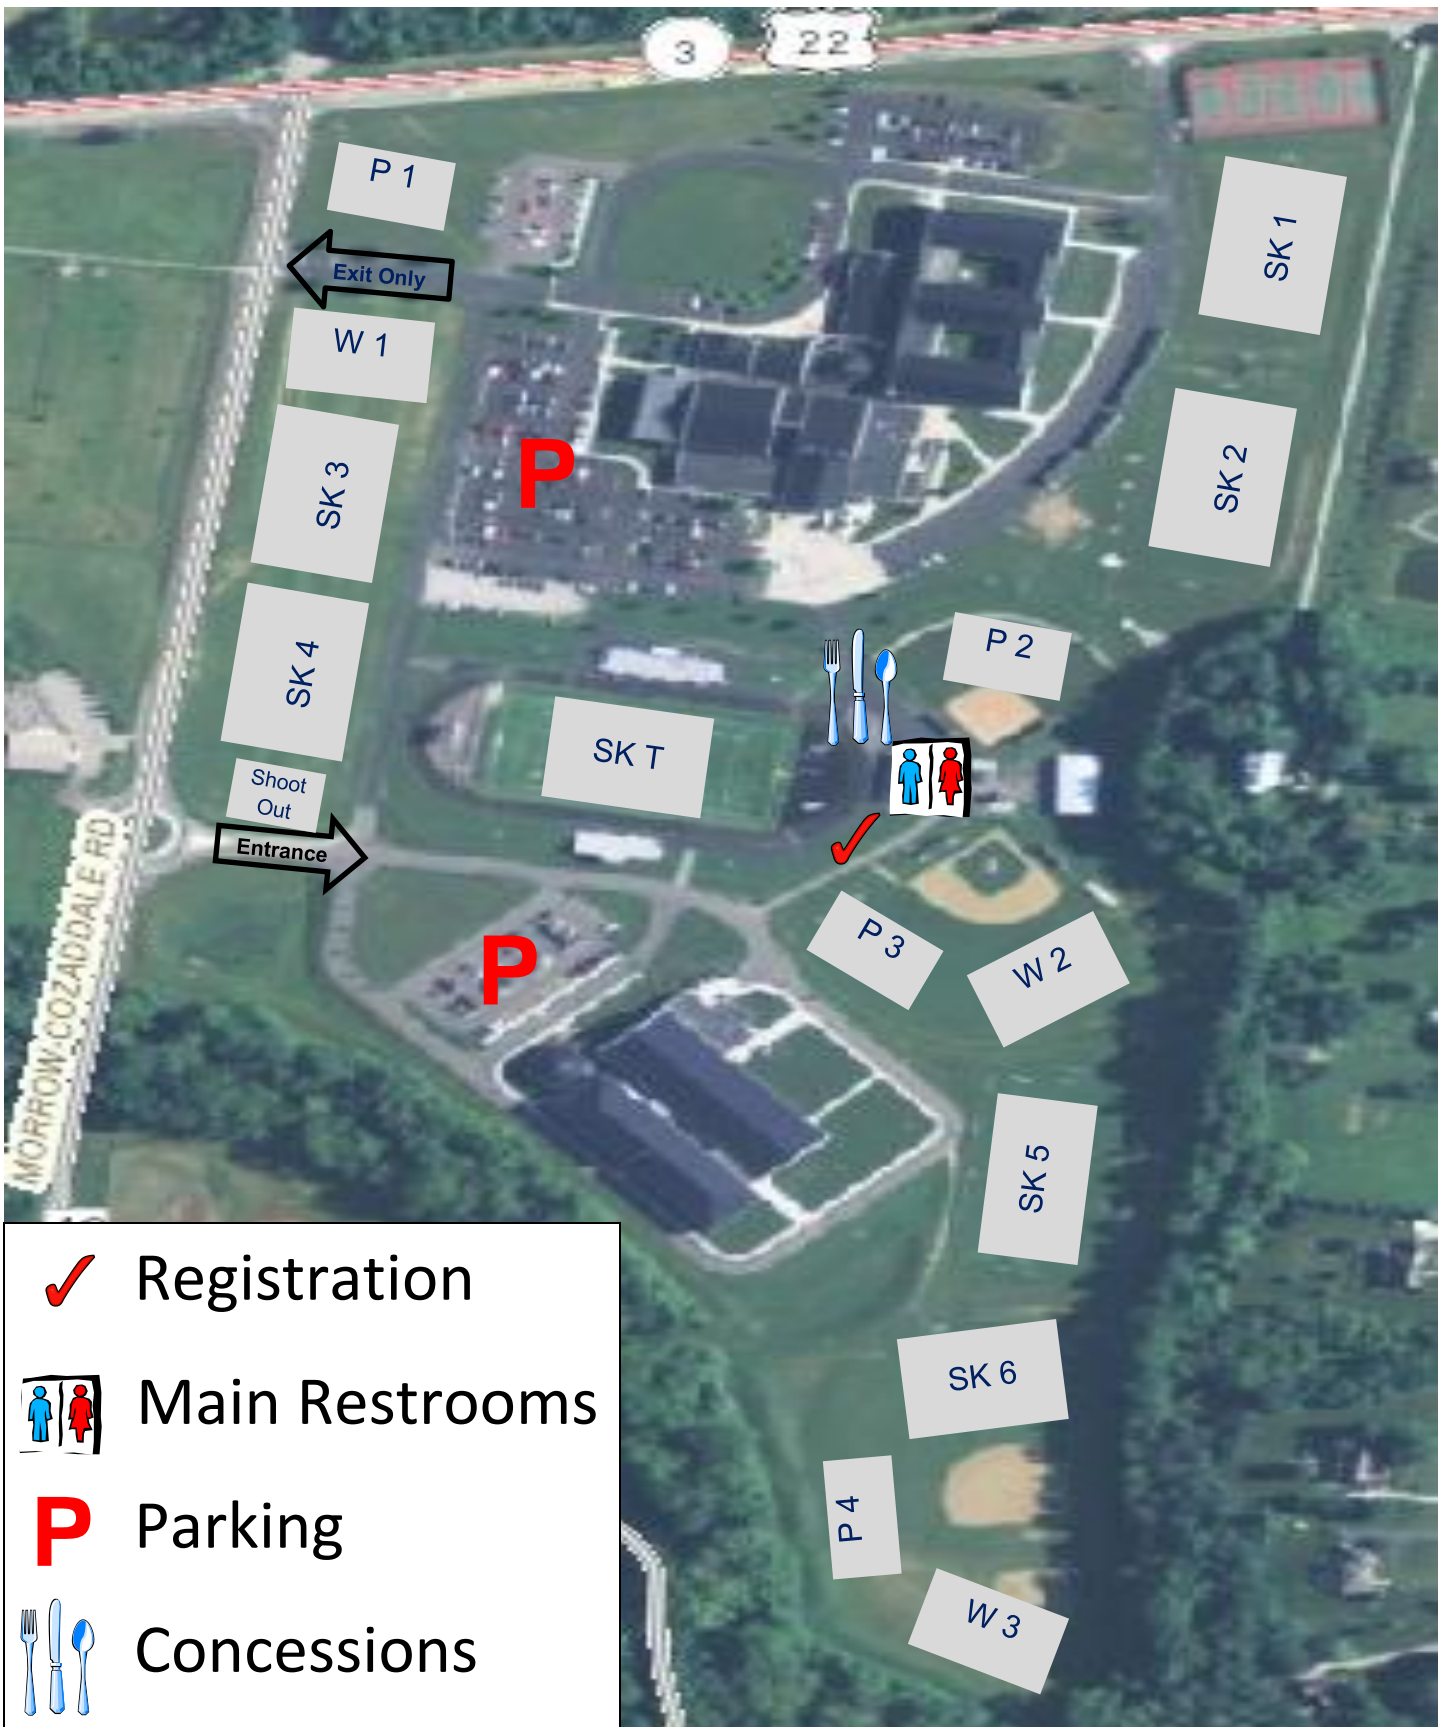 3
22
P 1
SK 1
Exit Only
W 1
SK 2
P
SK 3
P 2
SK 4
SK T
Shoot
Out
Entrance
MORROW-COZADDALE RD
P 3
W 2
P
SK 5
SK 6
P 4
W 3
Registration
Main Restrooms
P Parking
Concessions